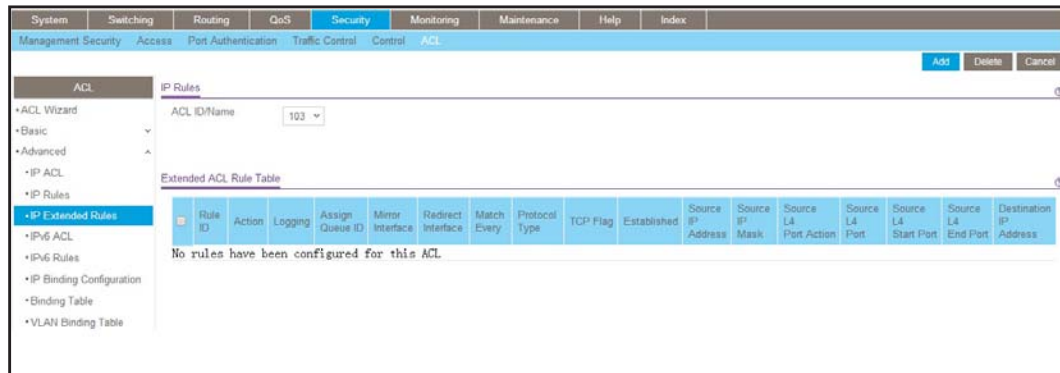 System Switching Routing QoS Security Monitoring Maintenance Help Index
Management Security Access Port Authentication Traffic Control Control ACL
Add Delete Cancel
ACL
IP Rules
ACL Wizard
ACL ID/Name 103
Basic
Advanced
IP ACL
Extended ACL Rule Table
IP Rules
IP Extended Rules
Rule ID Action Logging Assign Queue ID Mirror Interface Redirect Interface Match Every Protocol Type TCP Flag Established Source IP Address Source IP Mask Source L4 Port Action Source L4 Port Source L4 Start Port Source L4 End Port Destination IP Address
No rules have been configured for this ACL
IPv6 ACL
IPv6 Rules
IP Binding Configuration
Binding Table
VLAN Binding Table